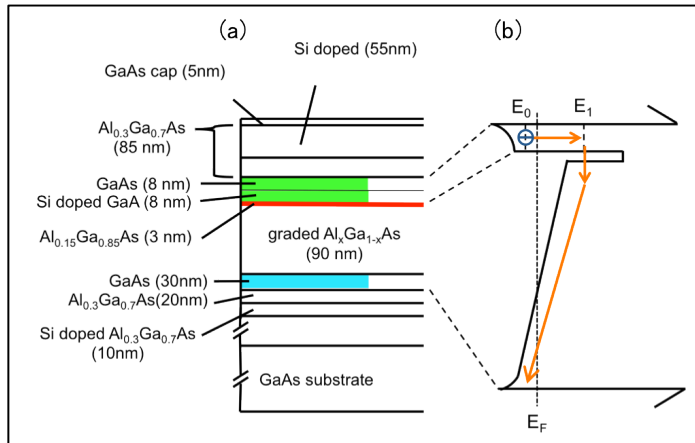 (a)
(b)
Si doped (55nm)
GaAs cap (5nm)
E0
E1
Al0.3Ga0.7As
(85 nm)
GaAs (8 nm)
Si doped GaA (8 nm)
Al0.15Ga0.85As (3 nm)
graded AlxGa1-xAs
(90 nm)
GaAs (30nm)
Al0.3Ga0.7As(20nm)
Si doped Al0.3Ga0.7As
(10nm)
GaAs substrate
EF